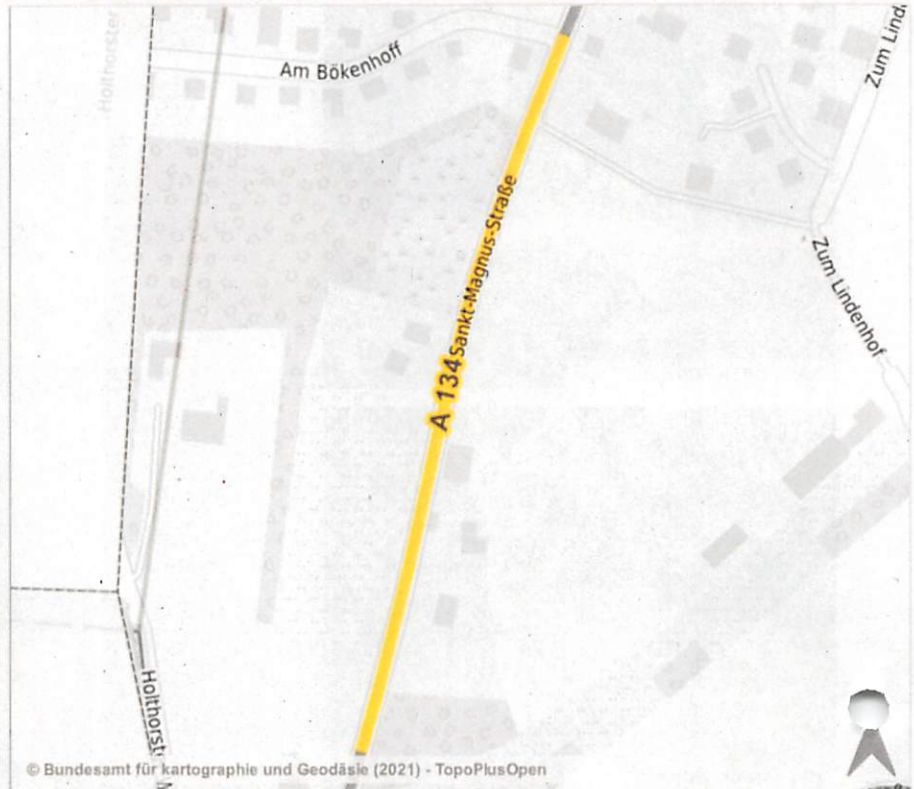 Holthorster
Am Bökenhoff
Zum Lind.
Sankt-Magnus-Straße
A 134
Zum Lindenhof
Holthorst
© Bundesamt für kartographie und Geodäsie (2021) - TopoPlusOpen